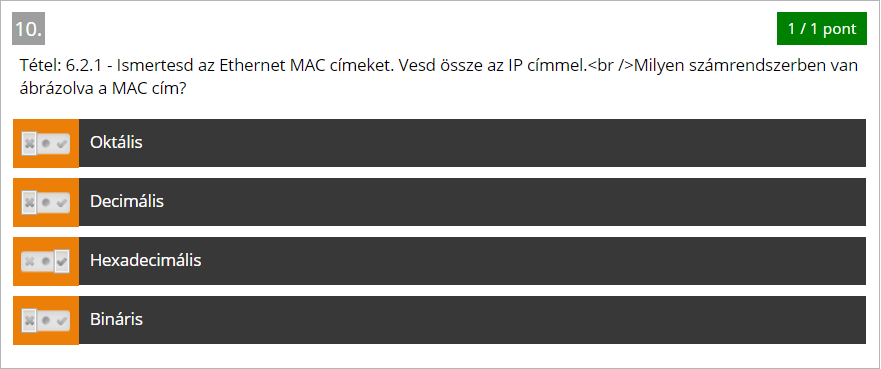 10.
1 / 1 pont
Tétel: 6.2.1 - Ismertesd az Ethernet MAC címeket. Vesd össze az IP címmel.<br />Milyen számrendszerben van
ábrázolva a MAC cím?
Oktális
Decimális
Hexadecimális
Bináris